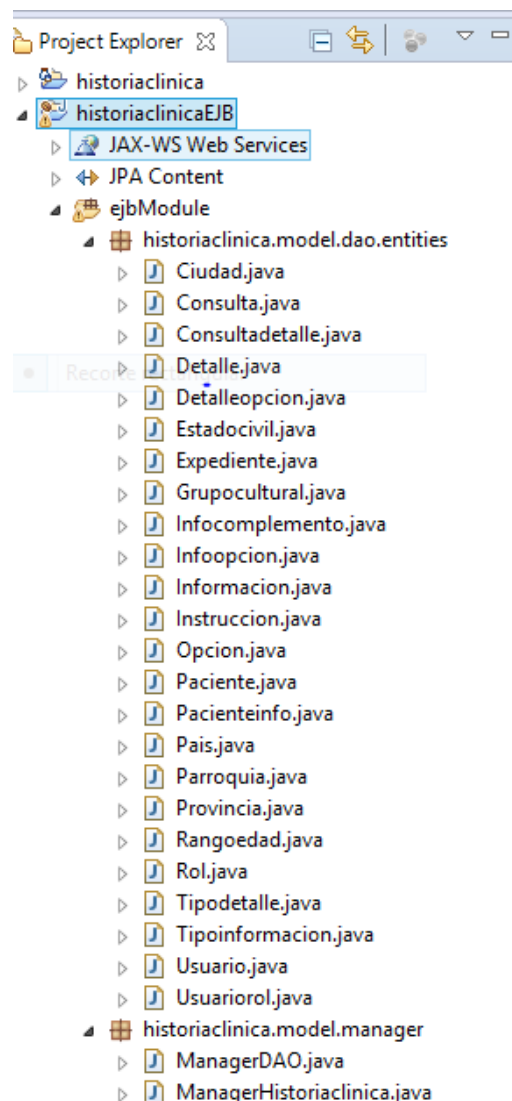 Project Explorer
historiaclinica
historiaclinicaEJB
JAX-WS Web Services
JPA Content
ejbModule
historiaclinica.model.dao.entities
Ciudad.java
Consulta.java
Consultadetalle.java
Detalle.java
Detalleopcion.java
Estadocivil.java
Expediente.java
Grupocultural.java
Infocomplemento.java
Infoopcion.java
Informacion.java
Instruccion.java
Opcion.java
Paciente.java
Pacienteinfo.java
Pais.java
Parroquia.java
Provincia.java
Rangoedad.java
Rol.java
Tipodetalle.java
Tipoinformacion.java
Usuario.java
Usuariorol.java
historiaclinica.model.manager
ManagerDAO.java
ManagerHistoriaclinica.java